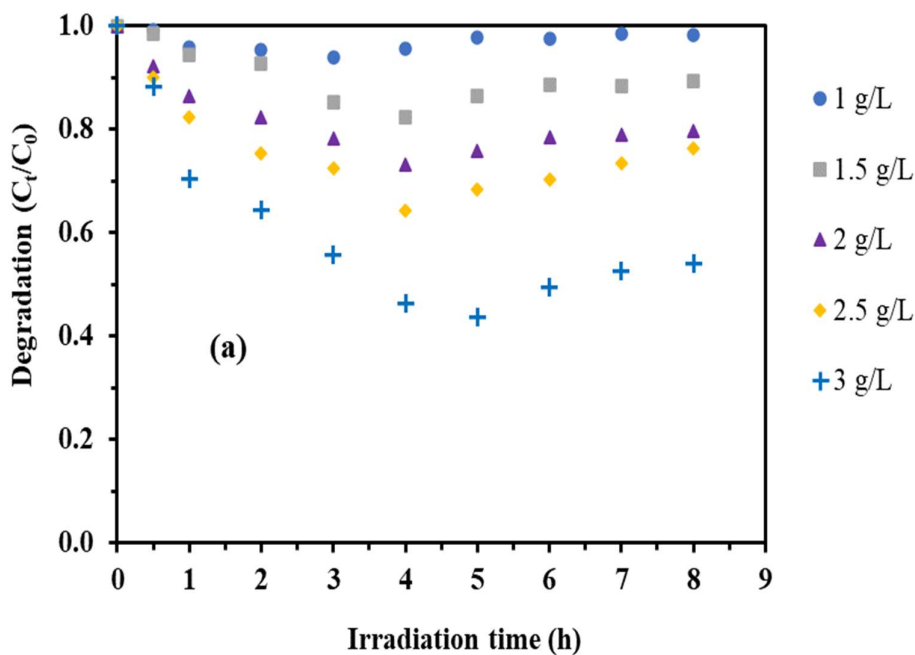 1.0
0.8
0.6
0.4
0.2
0.0
Degradation (Cₜ/C₀)
(a)
0 1 2 3 4 5 6 7 8 9
Irradiation time (h)
1 g/L
1.5 g/L
2 g/L
2.5 g/L
3 g/L